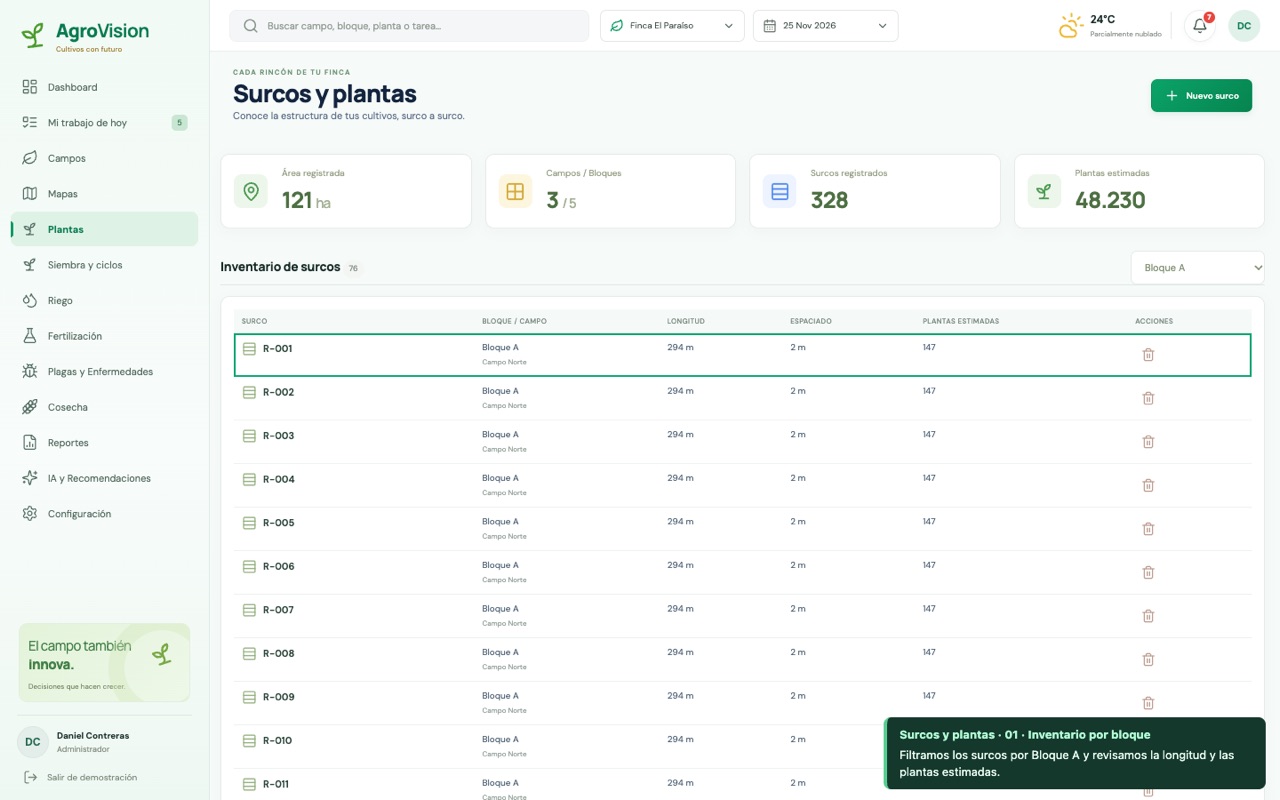 AgroVision
Cultivos con futuro
Dashboard
Mi trabajo de hoy 5
Campos
Mapas
Plantas
Siembra y ciclos
Riego
Fertilización
Plagas y Enfermedades
Cosecha
Reportes
IA y Recomendaciones
Configuración
El campo también
innova.
Decisiones que hacen crecer.
DC
Daniel Contreras
Administrador
Salir de demostración
Buscar campo, bloque, planta o tarea...
Finca El Paraíso
25 Nov 2026
24°C
Parcialmente nublado
7
DC
CADA RINCÓN DE TU FINCA
Surcos y plantas
Conoce la estructura de tus cultivos, surco a surco.
Nuevo surco
Área registrada
121 ha
Campos / Bloques
3 / 5
Surcos registrados
328
Plantas estimadas
48.230
Inventario de surcos 76
Bloque A
SURCO BLOQUE / CAMPO LONGITUD ESPACIADO PLANTAS ESTIMADAS ACCIONES
R-001 Bloque A 294 m 2 m 147
Campo Norte
R-002 Bloque A 294 m 2 m 147
Campo Norte
R-003 Bloque A 294 m 2 m 147
Campo Norte
R-004 Bloque A 294 m 2 m 147
Campo Norte
R-005 Bloque A 294 m 2 m 147
Campo Norte
R-006 Bloque A 294 m 2 m 147
Campo Norte
R-007 Bloque A 294 m 2 m 147
Campo Norte
R-008 Bloque A 294 m 2 m 147
Campo Norte
R-009 Bloque A 294 m 2 m 147
Campo Norte
R-010 Bloque A 294 m 2 m
Campo Norte
R-011 Bloque A 294 m 2 m
Campo Norte
Surcos y plantas · 01 · Inventario por bloque
Filtramos los surcos por Bloque A y revisamos la longitud y las
plantas estimadas.